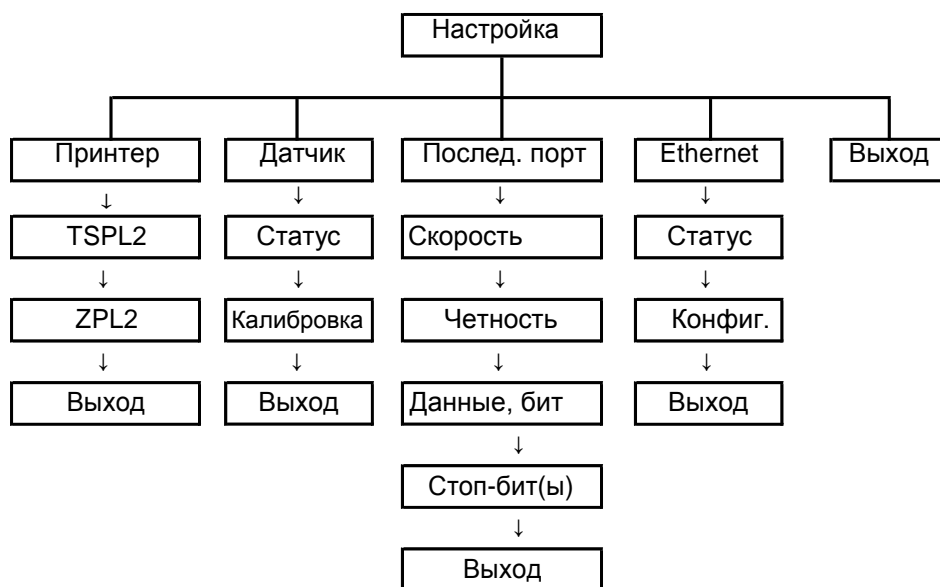 Настройка
Принтер
Датчик
Послед. порт
Ethernet
Выход
↓
↓
↓
↓
TSPL2
Статус
Скорость
Статус
↓
↓
↓
↓
ZPL2
Калибровка
Четность
Конфиг.
↓
↓
↓
↓
Выход
Выход
Данные, бит
Выход
↓
Стоп-бит(ы)
↓
Выход